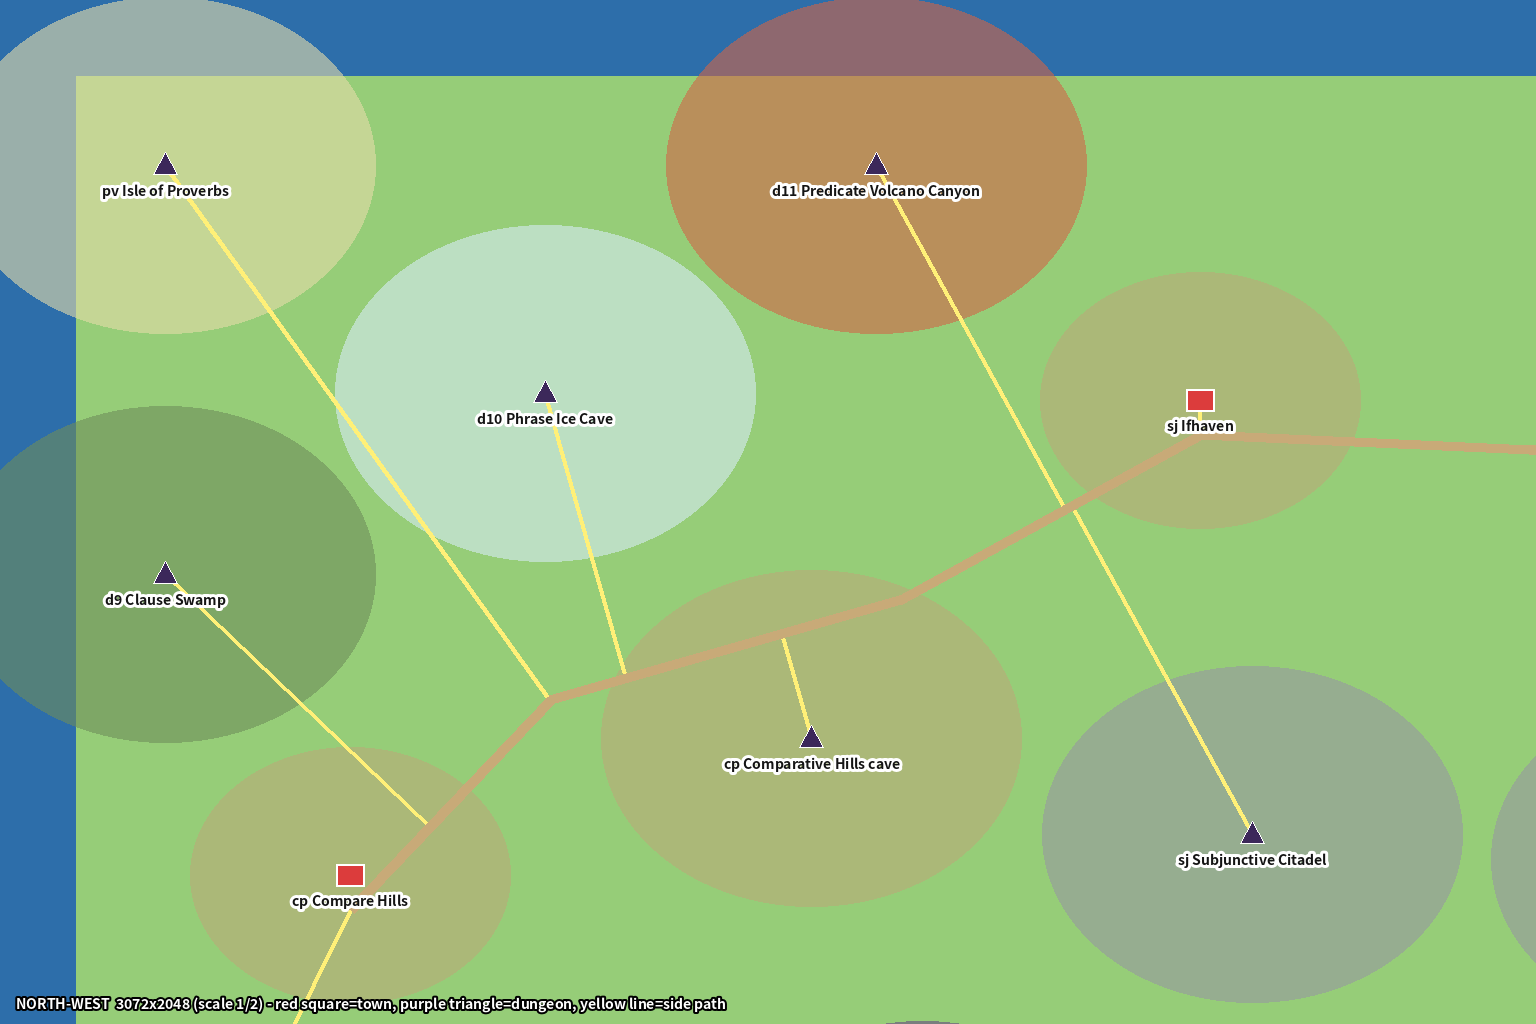 pv Isle of Proverbs
d11 Predicate Volcano Canyon
d10 Phrase Ice Cave
sj Ifhaven
d9 Clause Swamp
cp Comparative Hills cave
sj Subjunctive Citadel
cp Compare Hills
NORTH-WEST 3072x2048 (scale 1/2) - red square=town, purple triangle=dungeon, yellow line=side path